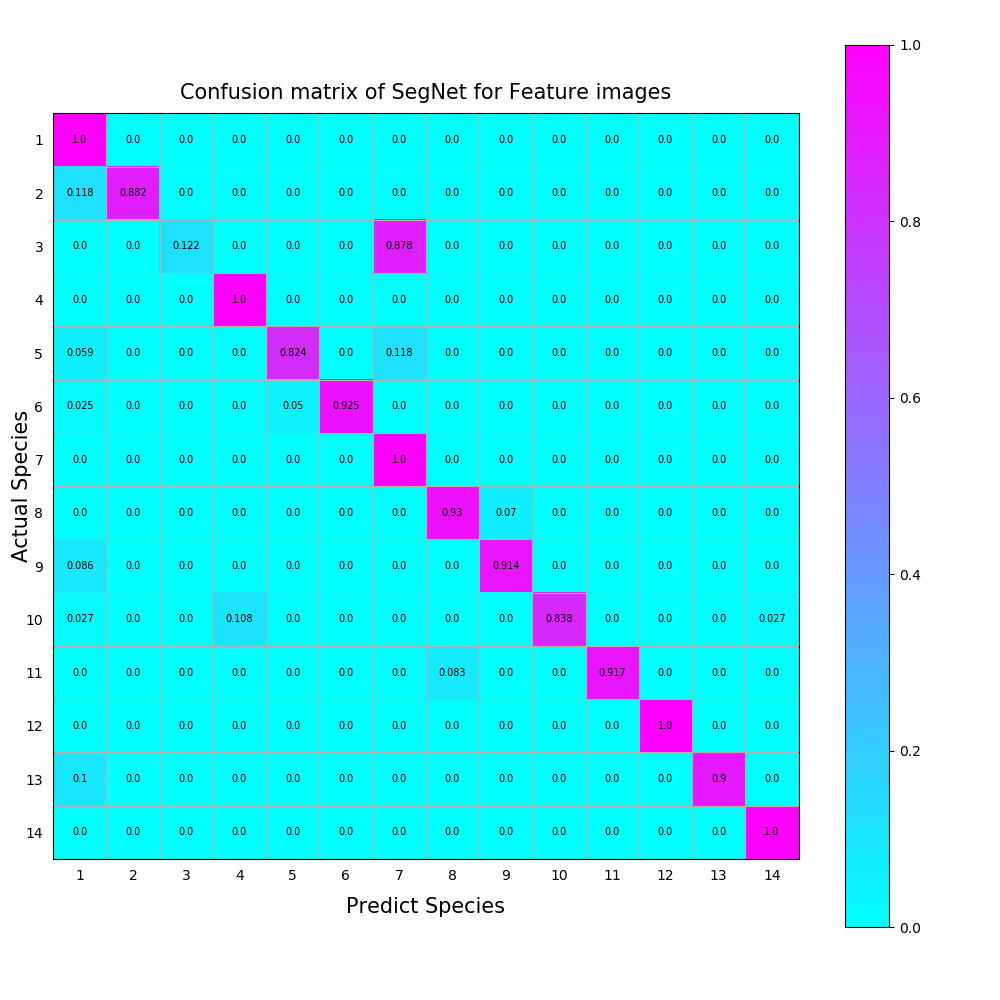 Confusion matrix of SegNet for Feature images
1.0
1 1.0 0.0 0.0 0.0 0.0 0.0 0.0 0.0 0.0 0.0 0.0 0.0 0.0 0.0
2 0.118 0.882 0.0 0.0 0.0 0.0 0.0 0.0 0.0 0.0 0.0 0.0 0.0 0.0
0.8
3 0.0 0.0 0.122 0.0 0.0 0.0 0.878 0.0 0.0 0.0 0.0 0.0 0.0 0.0
4 0.0 0.0 0.0 1.0 0.0 0.0 0.0 0.0 0.0 0.0 0.0 0.0 0.0 0.0
5 0.059 0.0 0.0 0.0 0.824 0.0 0.118 0.0 0.0 0.0 0.0 0.0 0.0 0.0
0.6
6 0.025 0.0 0.0 0.0 0.05 0.925 0.0 0.0 0.0 0.0 0.0 0.0 0.0 0.0
7 0.0 0.0 0.0 0.0 0.0 0.0 1.0 0.0 0.0 0.0 0.0 0.0 0.0 0.0
Actual Species
8 0.0 0.0 0.0 0.0 0.0 0.0 0.0 0.93 0.07 0.0 0.0 0.0 0.0 0.0
9 0.086 0.0 0.0 0.0 0.0 0.0 0.0 0.0 0.914 0.0 0.0 0.0 0.0 0.0
0.4
10 0.027 0.0 0.0 0.108 0.0 0.0 0.0 0.0 0.0 0.838 0.0 0.0 0.0 0.027
11 0.0 0.0 0.0 0.0 0.0 0.0 0.0 0.083 0.0 0.0 0.917 0.0 0.0 0.0
12 0.0 0.0 0.0 0.0 0.0 0.0 0.0 0.0 0.0 0.0 0.0 1.0 0.0 0.0
0.2
13 0.1 0.0 0.0 0.0 0.0 0.0 0.0 0.0 0.0 0.0 0.0 0.0 0.9 0.0
14 0.0 0.0 0.0 0.0 0.0 0.0 0.0 0.0 0.0 0.0 0.0 0.0 0.0 1.0
1 2 3 4 5 6 7 8 9 10 11 12 13 14
Predict Species
0.0